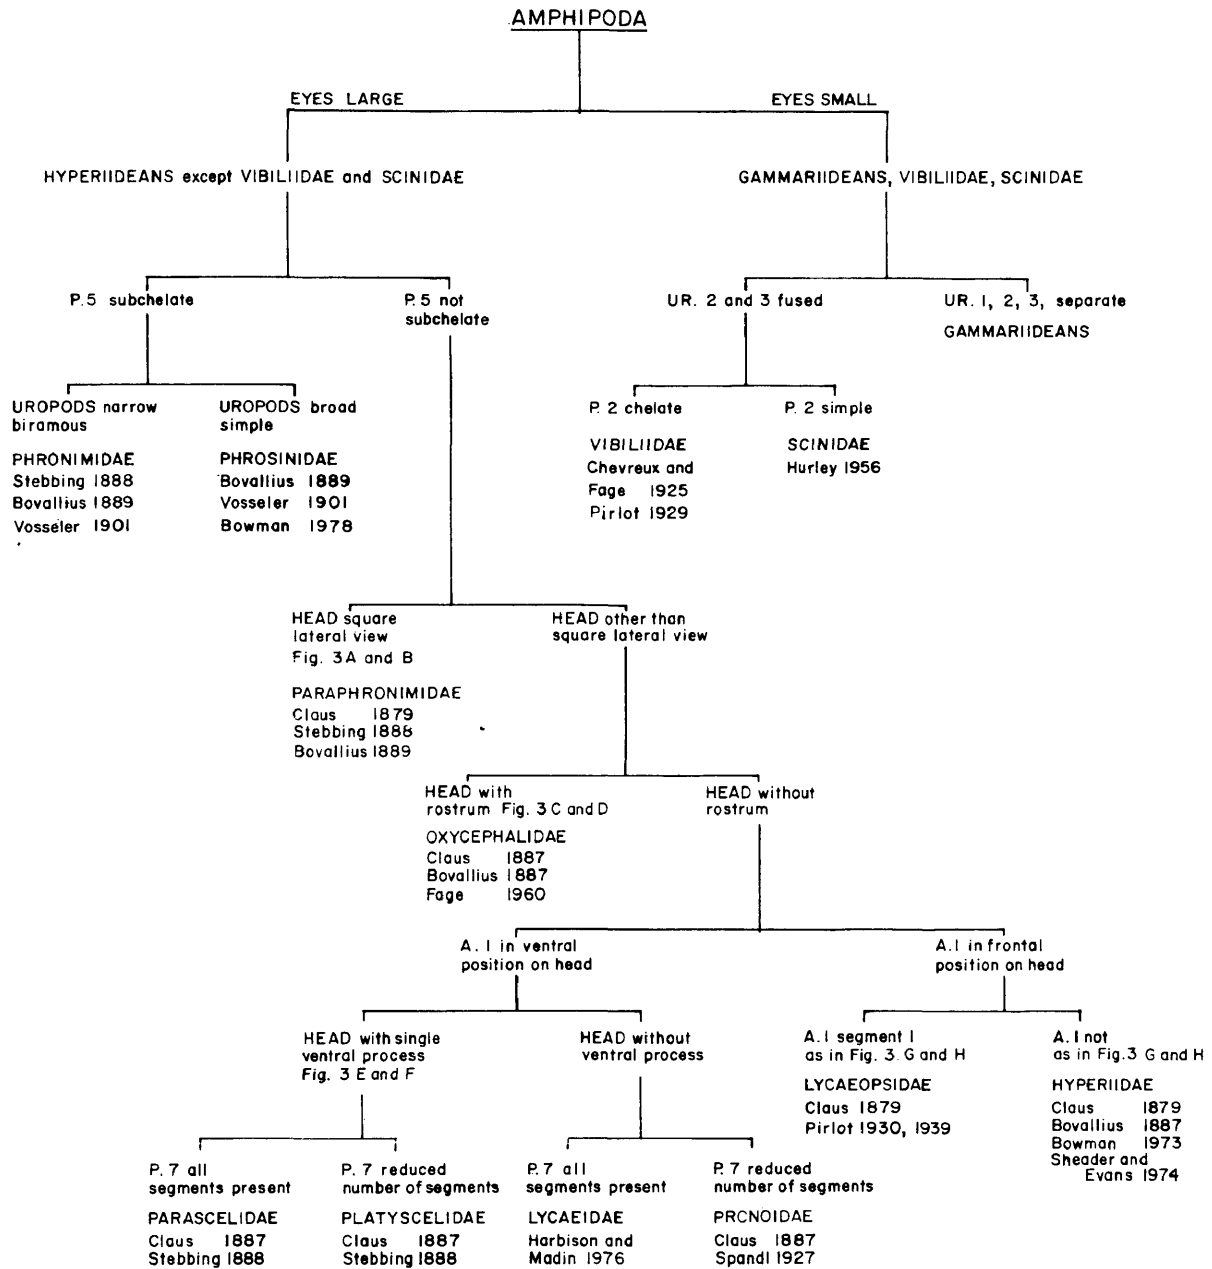 AMPHIPODA
EYES LARGE
EYES SMALL
HYPERIIDEANS except VIBILIIDAE and SCINIDAE
GAMMARIIDEANS, VIBILIIDAE, SCINIDAE
P. 5 subchelate
P. 5 not
subchelate
UR. 2 and 3 fused
UR. 1, 2, 3, separate
GAMMARIIDEANS
UROPODS narrow
biramous
PHRONIMIDAE
Stebbing 1888
Bovallius 1889
Vosseler 1901
UROPODS broad
simple
PHROSINIDAE
Bovallius 1889
Vosseler 1901
Bowman 1978
P. 2 chelate
VIBILIIDAE
Chevreux and
Fage 1925
Pirlot 1929
P. 2 simple
SCINIDAE
Hurley 1956
HEAD square
lateral view
Fig. 3A and B
PARAPHRONIMIDAE
Claus 1879
Stebbing 1888
Bovallius 1889
HEAD other than
square lateral view
HEAD with
rostrum Fig. 3 C and D
OXYCEPHALIDAE
Claus 1887
Bovallius 1887
Fage 1960
HEAD without
rostrum
A. 1 in ventral
position on head
A. 1 in frontal
position on head
HEAD with single
ventral process
Fig. 3 E and F
HEAD without
ventral process
A. 1 segment 1
as in Fig. 3. G and H
LYCAEOPSIDAE
Claus 1879
Pirlot 1930, 1939
A. 1 not
as in Fig. 3 G and H
HYPERIIDAE
Claus 1879
Bovallius 1887
Bowman 1973
Sheader and
Evans 1974
P. 7 all
segments present
PARASCELIDAE
Claus 1887
Stebbing 1888
P. 7 reduced
number of segments
PLATYSCELIDAE
Claus 1887
Stebbing 1888
P. 7 all
segments present
LYCAEIDAE
Harbison and
Madin 1976
P. 7 reduced
number of segments
PRCNOIDAE
Claus 1887
Spandl 1927